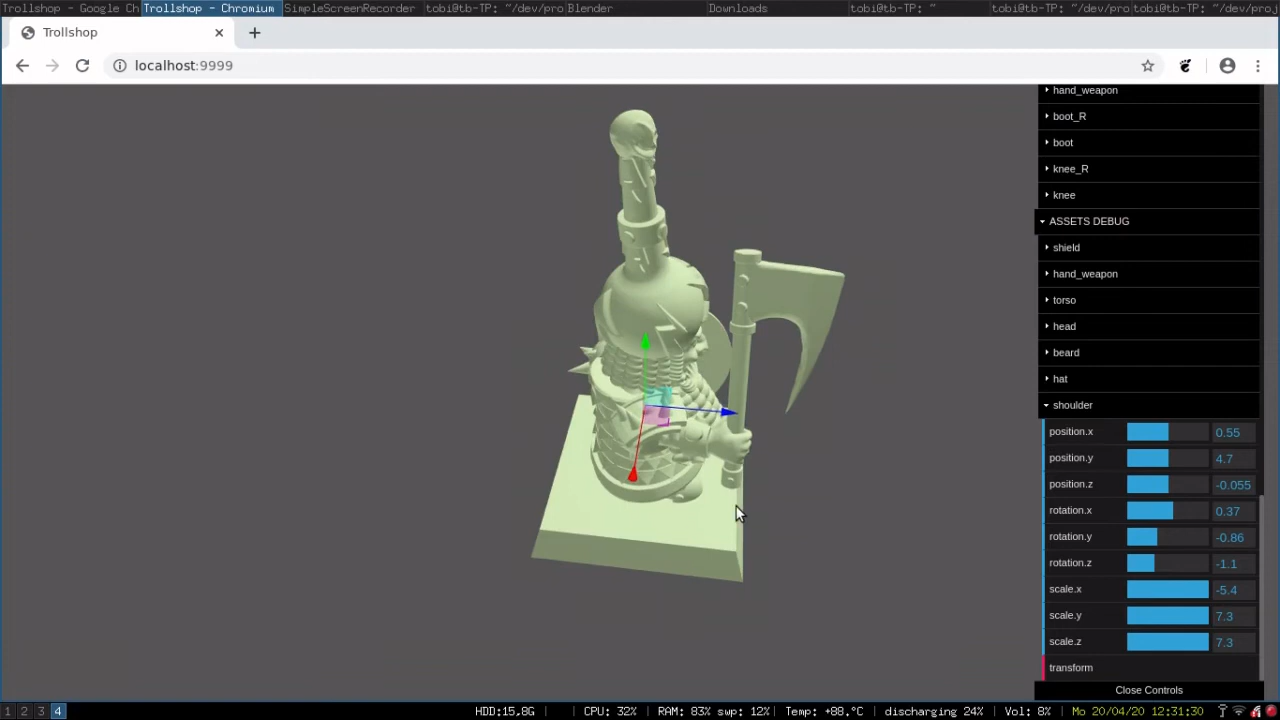 Trollshop - Google Ch Trollshop - Chromium SimpleScreenRecorder tobi@tb-TP: ~/dev/pro Blender Downloads tobi@tb-TP: ~ tobi@tb-TP: ~/dev/pro tobi@tb-TP: ~/dev/proj
Trollshop
localhost:9999
hand_weapon
boot_R
boot
knee_R
knee
ASSETS DEBUG
shield
hand_weapon
torso
head
beard
hat
shoulder
position.x 0.55
position.y 4.7
position.z -0.055
rotation.x 0.37
rotation.y -0.86
rotation.z -1.1
scale.x -5.4
scale.y 7.3
scale.z 7.3
transform
Close Controls
1 2 3 4 HDD:15,8G CPU: 32% RAM: 83% swp: 12% Temp: +88.°C discharging 24% Vol: 8% Mo 20/04/20 12:31:30